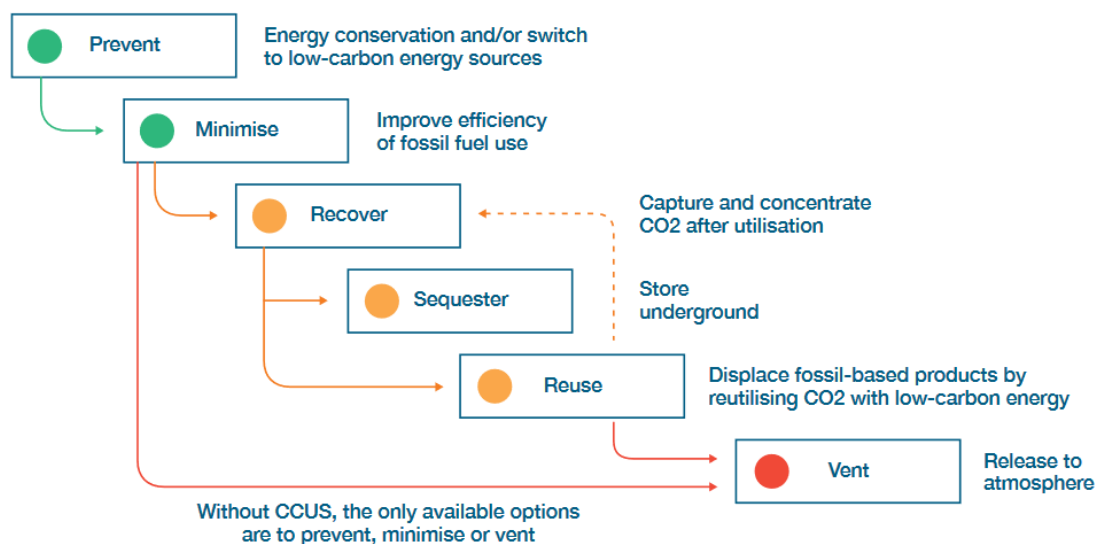 Prevent
Energy conservation and/or switch
to low-carbon energy sources
Minimise
Improve efficiency
of fossil fuel use
Recover
Capture and concentrate
CO2 after utilisation
Sequester
Store
underground
Reuse
Displace fossil-based products by
reutilising CO2 with low-carbon energy
Vent
Release to
atmosphere
Without CCUS, the only available options
are to prevent, minimise or vent